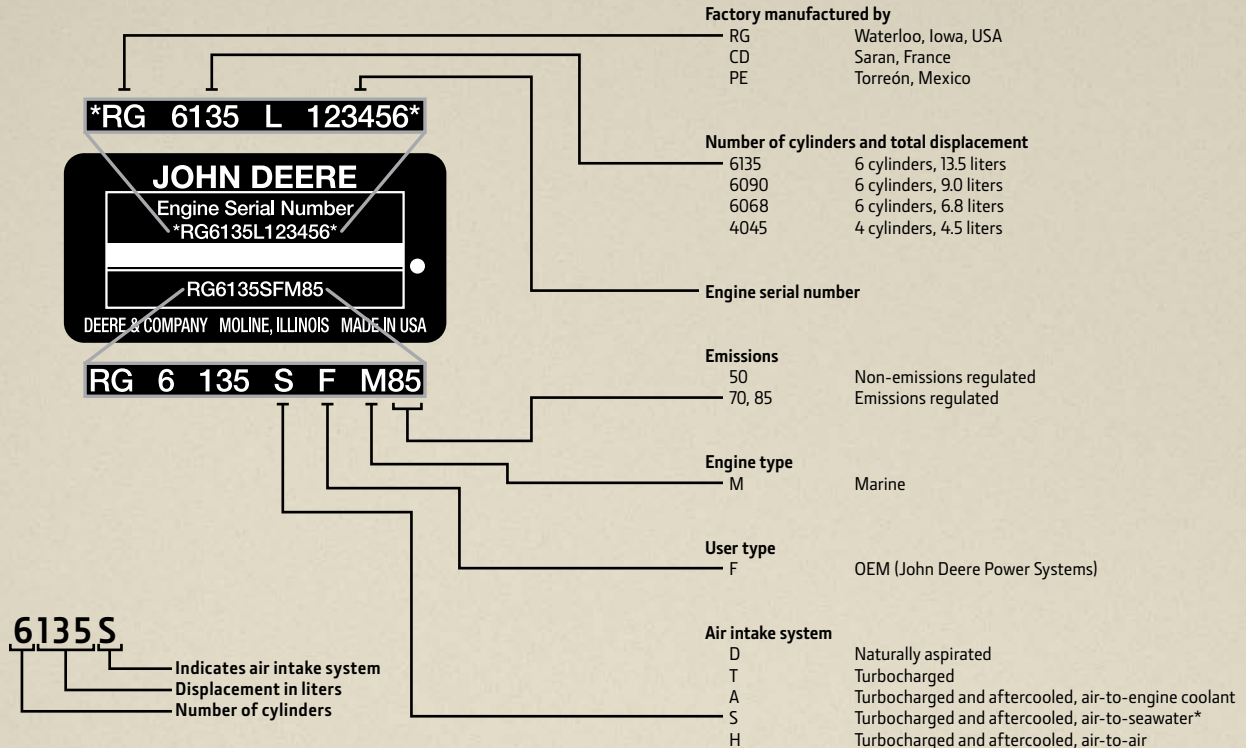 Factory manufactured by
RG Waterloo, Iowa, USA
CD Saran, France
PE Torreón, Mexico
*RG 6135 L 123456*
Number of cylinders and total displacement
6135 6 cylinders, 13.5 liters
6090 6 cylinders, 9.0 liters
6068 6 cylinders, 6.8 liters
4045 4 cylinders, 4.5 liters
JOHN DEERE
Engine Serial Number
*RG6135L123456*
RG6135SFM85
DEERE & COMPANY MOLINE, ILLINOIS MADE IN USA
Engine serial number
RG 6 135 S F M85
Emissions
50 Non-emissions regulated
70, 85 Emissions regulated
Engine type
M Marine
User type
F OEM (John Deere Power Systems)
6135S
Indicates air intake system
Displacement in liters
Number of cylinders
Air intake system
D Naturally aspirated
T Turbocharged
A Turbocharged and aftercooled, air-to-engine coolant
S Turbocharged and aftercooled, air-to-seawater*
H Turbocharged and aftercooled, air-to-air